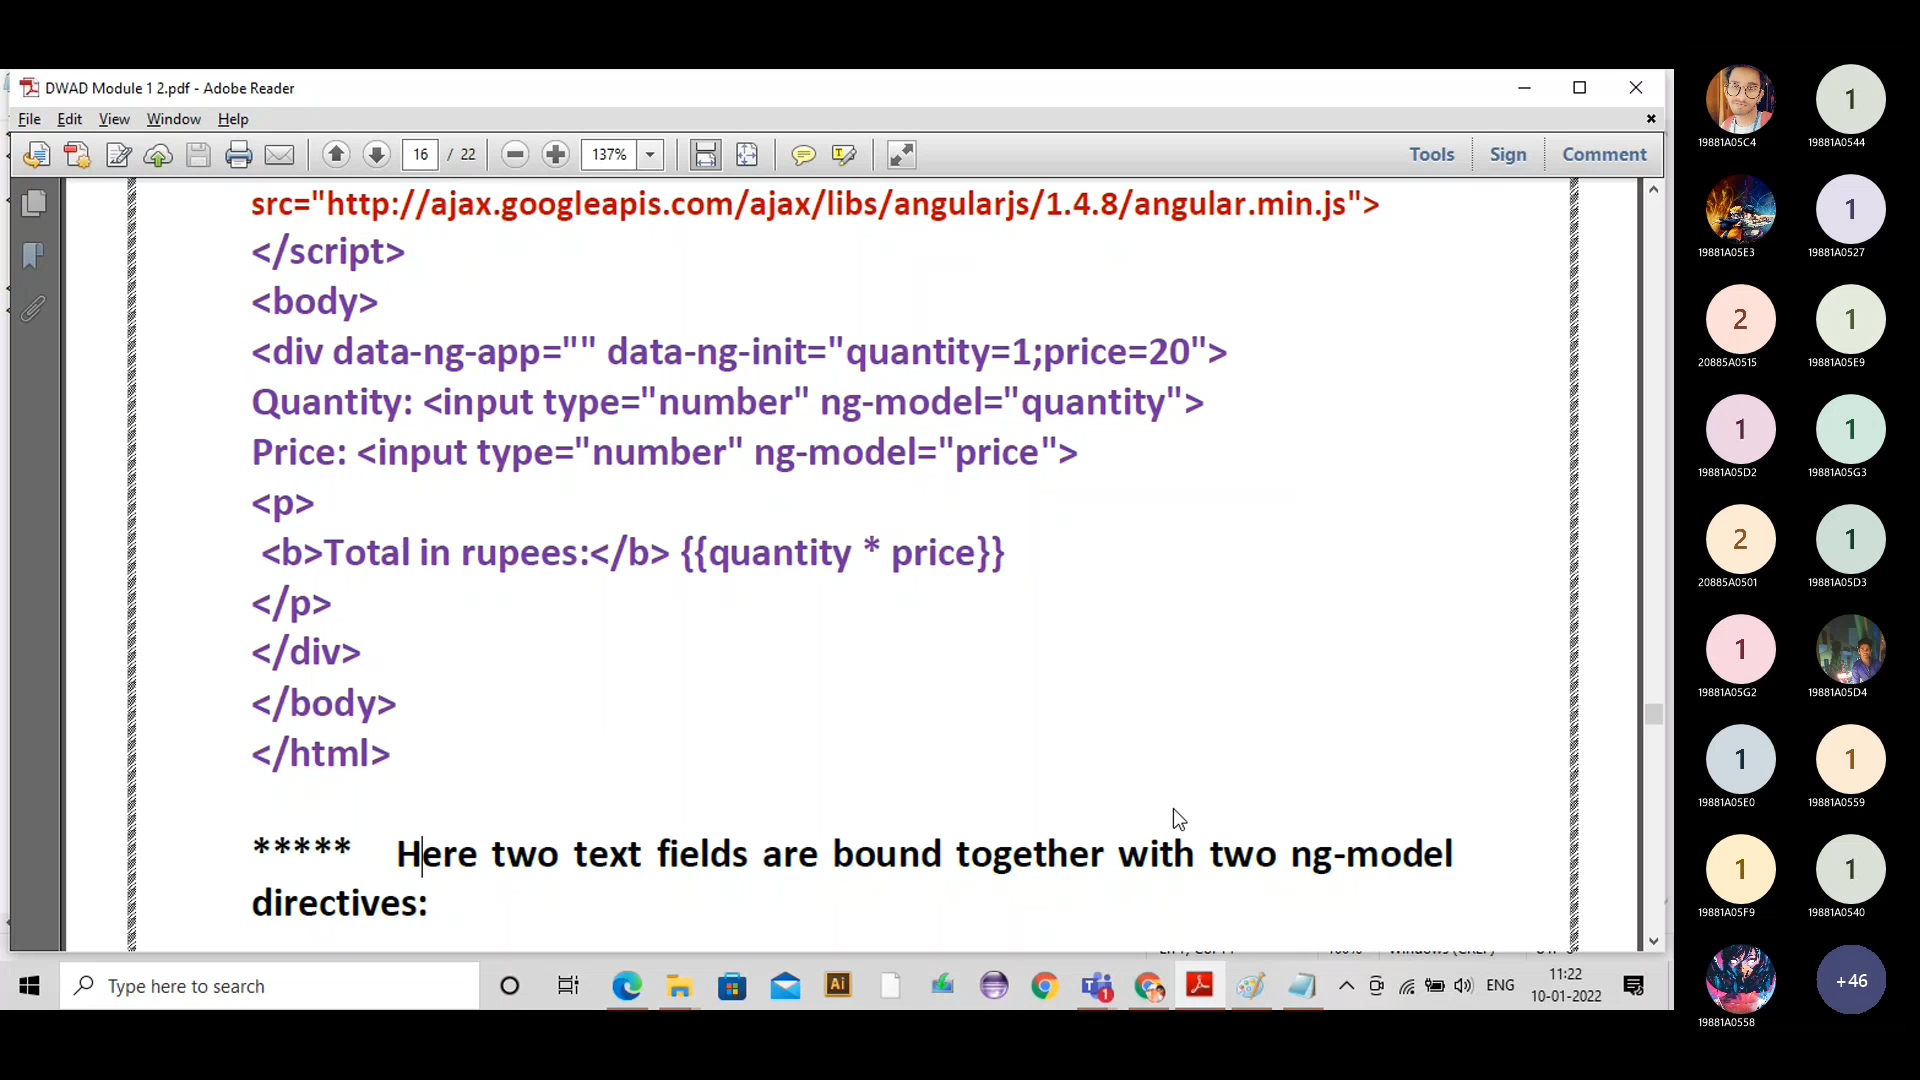 DWAD Module 1 2.pdf - Adobe Reader
File Edit View Window Help
16 / 22 137% Tools Sign Comment
src="http://ajax.googleapis.com/ajax/libs/angularjs/1.4.8/angular.min.js">
</script>
<body>
<div data-ng-app="" data-ng-init="quantity=1;price=20">
Quantity: <input type="number" ng-model="quantity">
Price: <input type="number" ng-model="price">
<p>
<b>Total in rupees:</b> {{quantity * price}}
</p>
</div>
</body>
</html>
***** Here two text fields are bound together with two ng-model
directives:
Type here to search
Ai
1
ENG
11:22
10-01-2022
1
19881A05C4 19881A0544
1
19881A05E3 19881A0527
2 1
20885A0515 19881A05E9
1 1
19881A05D2 19881A05G3
2 1
20885A0501 19881A05D3
1
19881A05G2 19881A05D4
1 1
19881A05E0 19881A0559
1 1
19881A05F9 19881A0540
+46
19881A0558